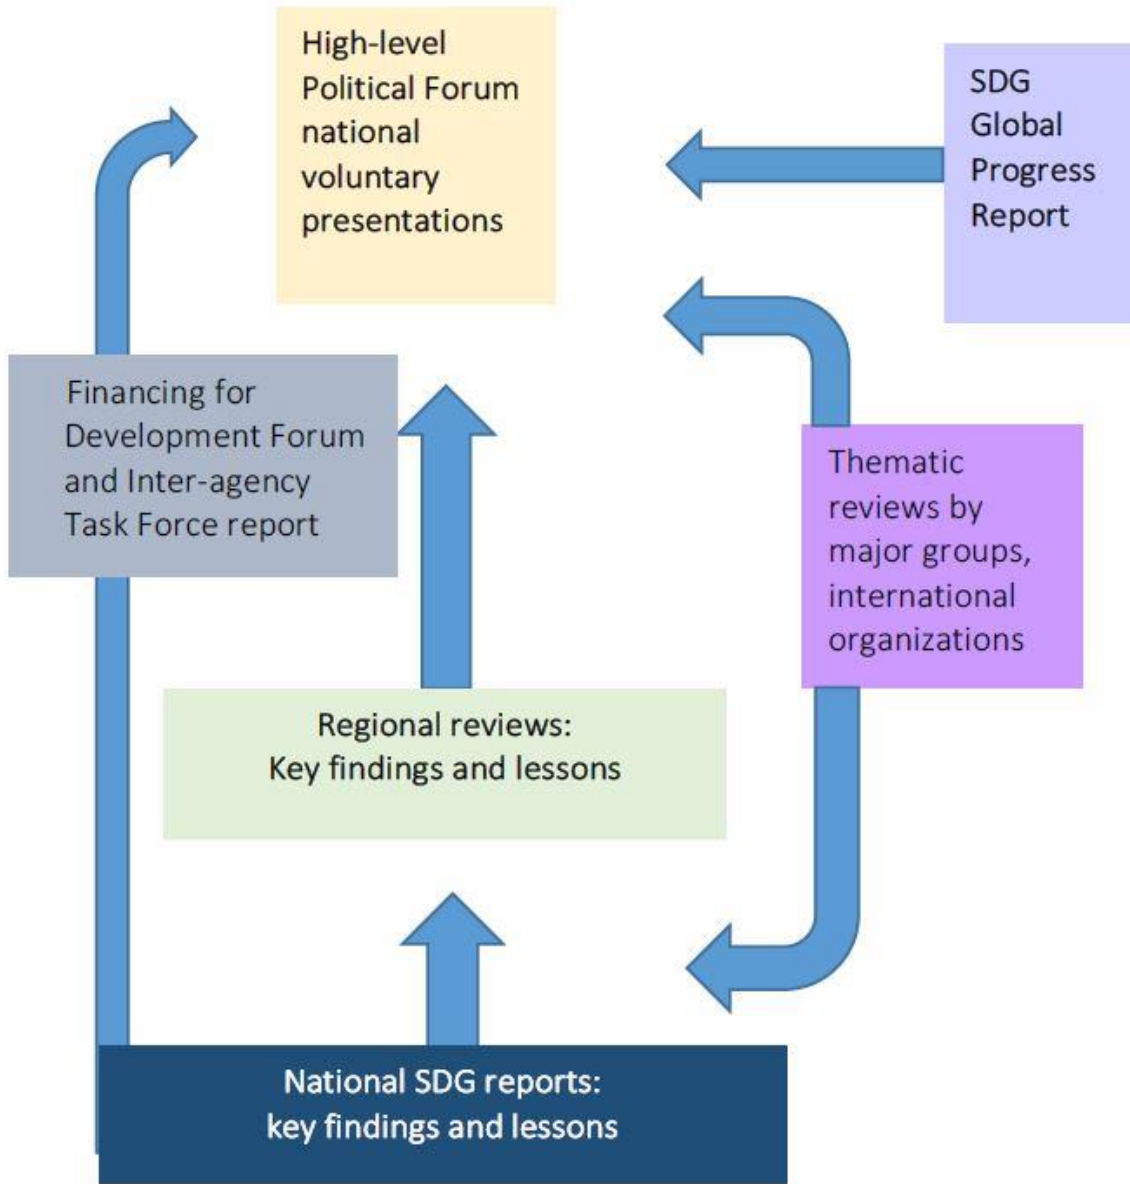 High-level
Political Forum
national
voluntary
presentations
SDG
Global
Progress
Report
Financing for
Development Forum
and Inter-agency
Task Force report
Thematic
reviews by
major groups,
international
organizations
Regional reviews:
Key findings and lessons
National SDG reports:
key findings and lessons